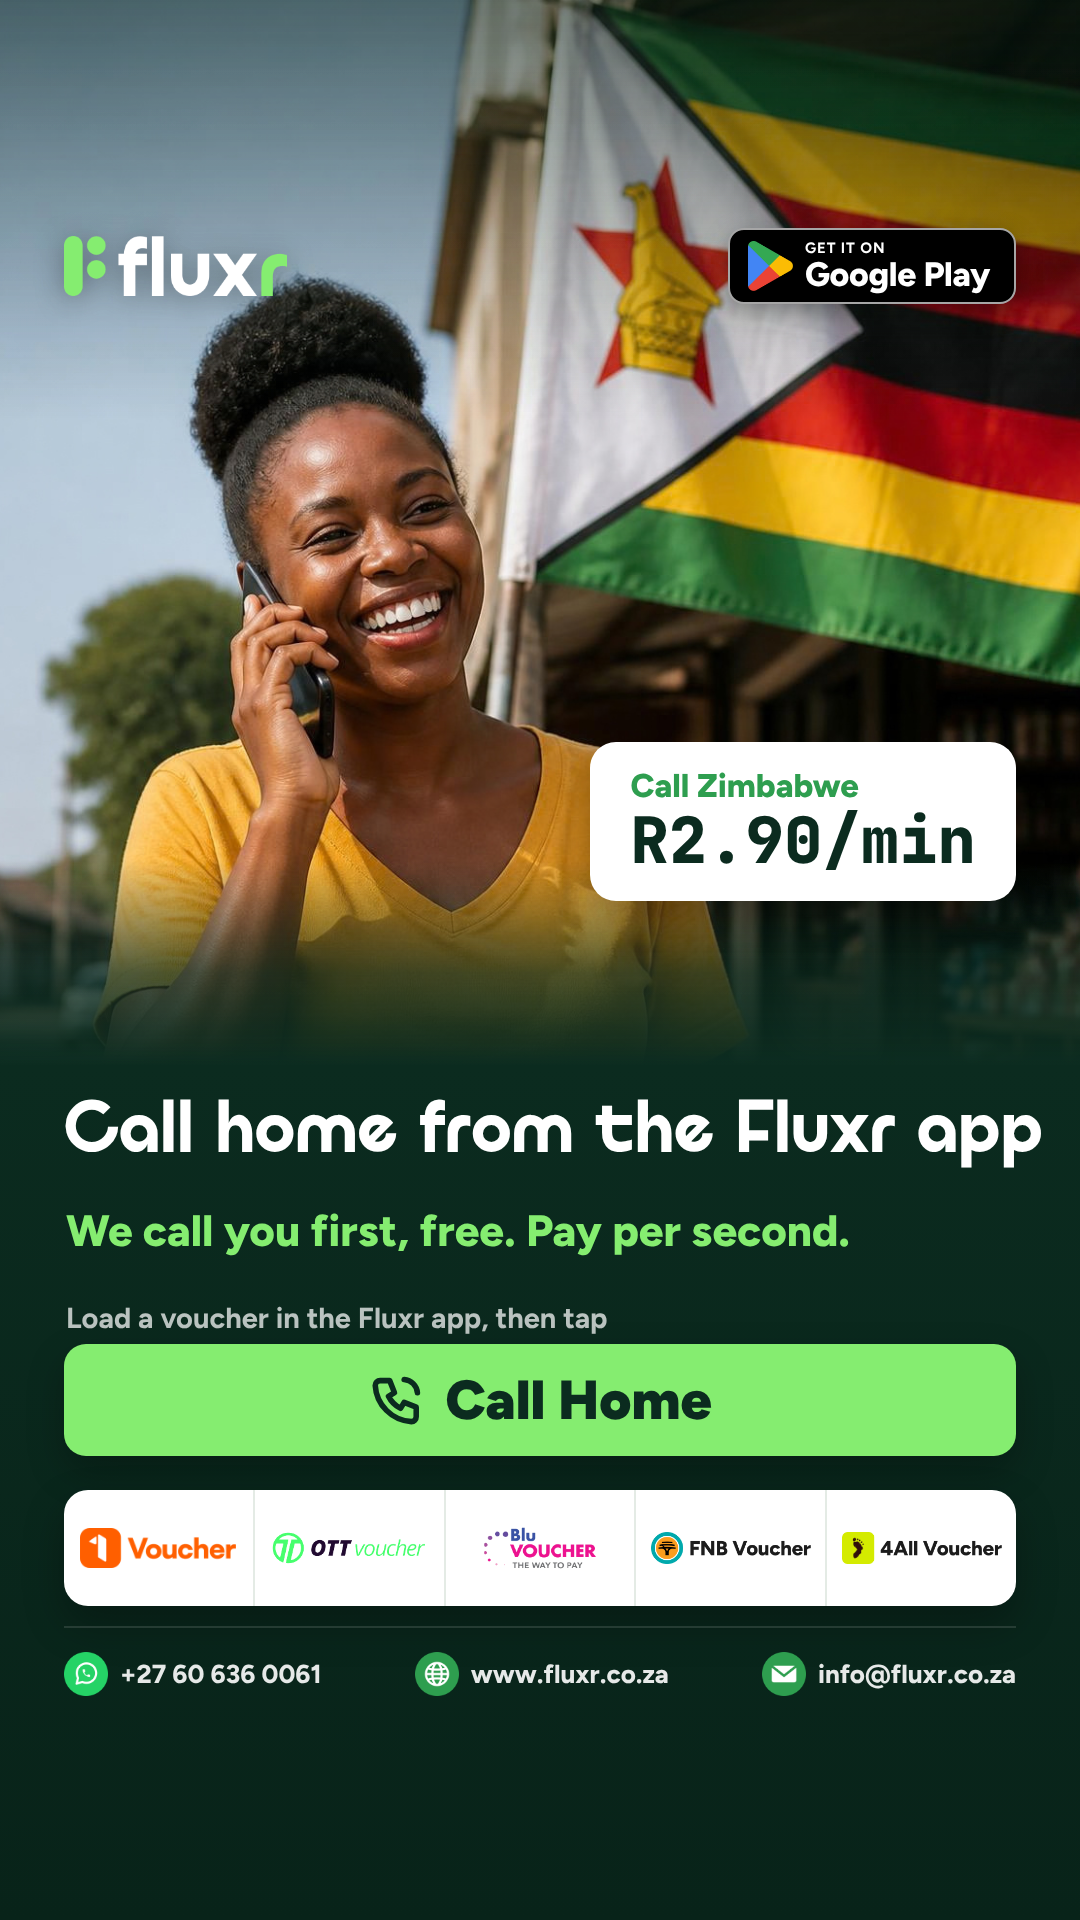 fluxr
GET IT ON
Google Play
Call Zimbabwe
R2.90/min
Call home from the Fluxr app
We call you first, free. Pay per second.
Load a voucher in the Fluxr app, then tap
Call Home
1 Voucher
OTT voucher
Blu
VOUCHER
THE WAY TO PAY
FNB Voucher
4All Voucher
+27 60 636 0061
www.fluxr.co.za
info@fluxr.co.za